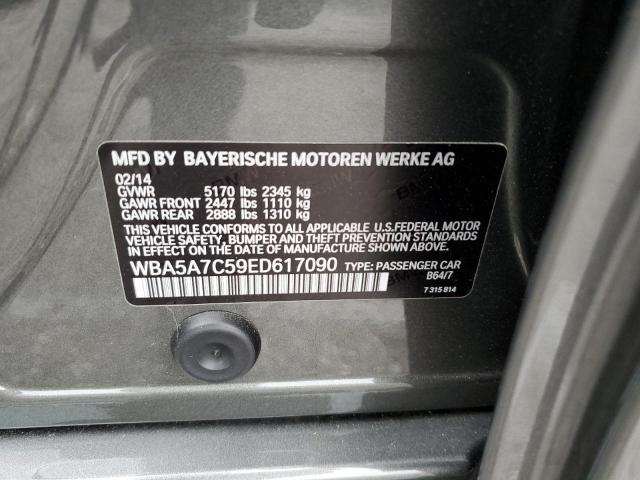 MFD BY BAYERISCHE MOTOREN WERKE AG
02/14
GVWR 5170 lbs 2345 kg
GAWR FRONT 2447 lbs 1110 kg
GAWR REAR 2888 lbs 1310 kg
THIS VEHICLE CONFORMS TO ALL APPLICABLE U.S.FEDERAL MOTOR
VEHICLE SAFETY, BUMPER, AND THEFT PREVENTION STANDARDS
IN EFFECT ON THE DATE OF MANUFACTURE SHOWN ABOVE.
WBA5A7C59ED617090 TYPE: PASSENGER CAR
B64/7
7 315 814